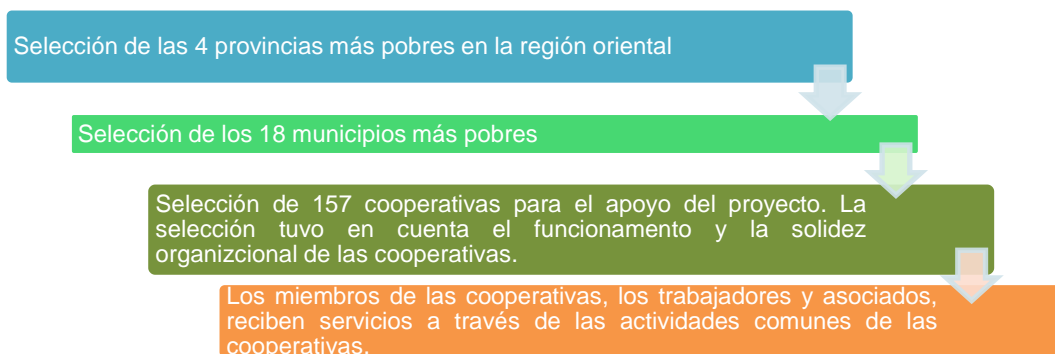 Selección de las 4 provincias más pobres en la región oriental
Selección de los 18 municipios más pobres
Selección de 157 cooperativas para el apoyo del proyecto. La
selección tuvo en cuenta el funcionamento y la solidez
organizcional de las cooperativas.
Los miembros de las cooperativas, los trabajadores y asociados,
reciben servicios a través de las actividades comunes de las
cooperativas.